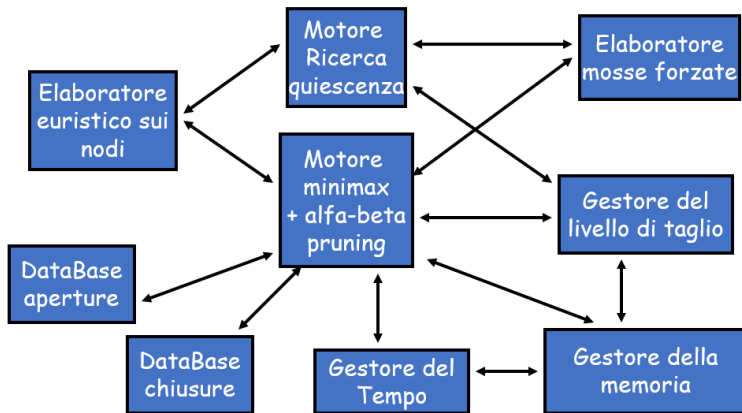 Motore
Ricerca
quiescenza
Elaboratore
mosse forzate
Elaboratore
euristico sui
nodi
Motore
minimax
+ alfa-beta
pruning
Gestore del
livello di taglio
DataBase
aperture
DataBase
chiusure
Gestore del
Tempo
Gestore della
memoria